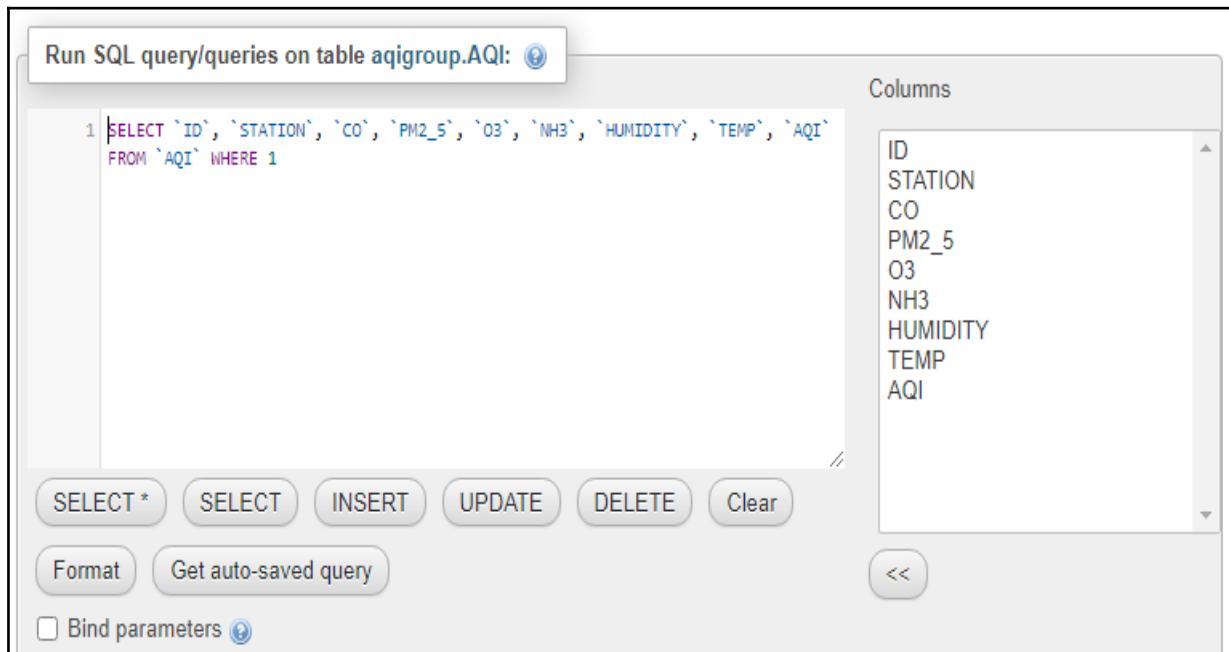 Run SQL query/queries on table aqigroup.AQI:
Columns
1 SELECT `ID`, `STATION`, `CO`, `PM2_5`, `O3`, `NH3`, `HUMIDITY`, `TEMP`, `AQI`
FROM `AQI` WHERE 1
ID
STATION
CO
PM2_5
O3
NH3
HUMIDITY
TEMP
AQI
SELECT * SELECT INSERT UPDATE DELETE Clear
Format Get auto-saved query <<
Bind parameters